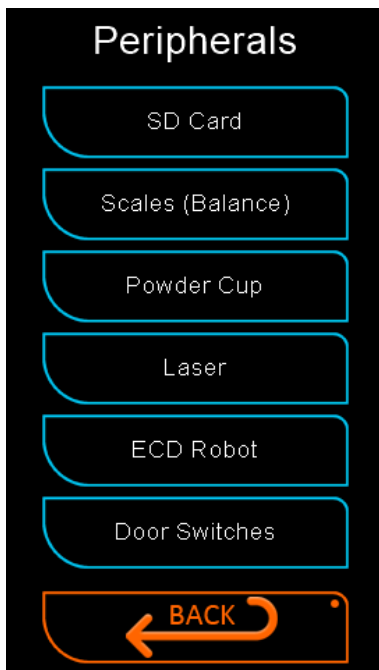 Peripherals
SD Card
Scales (Balance)
Powder Cup
Laser
ECD Robot
Door Switches
BACK